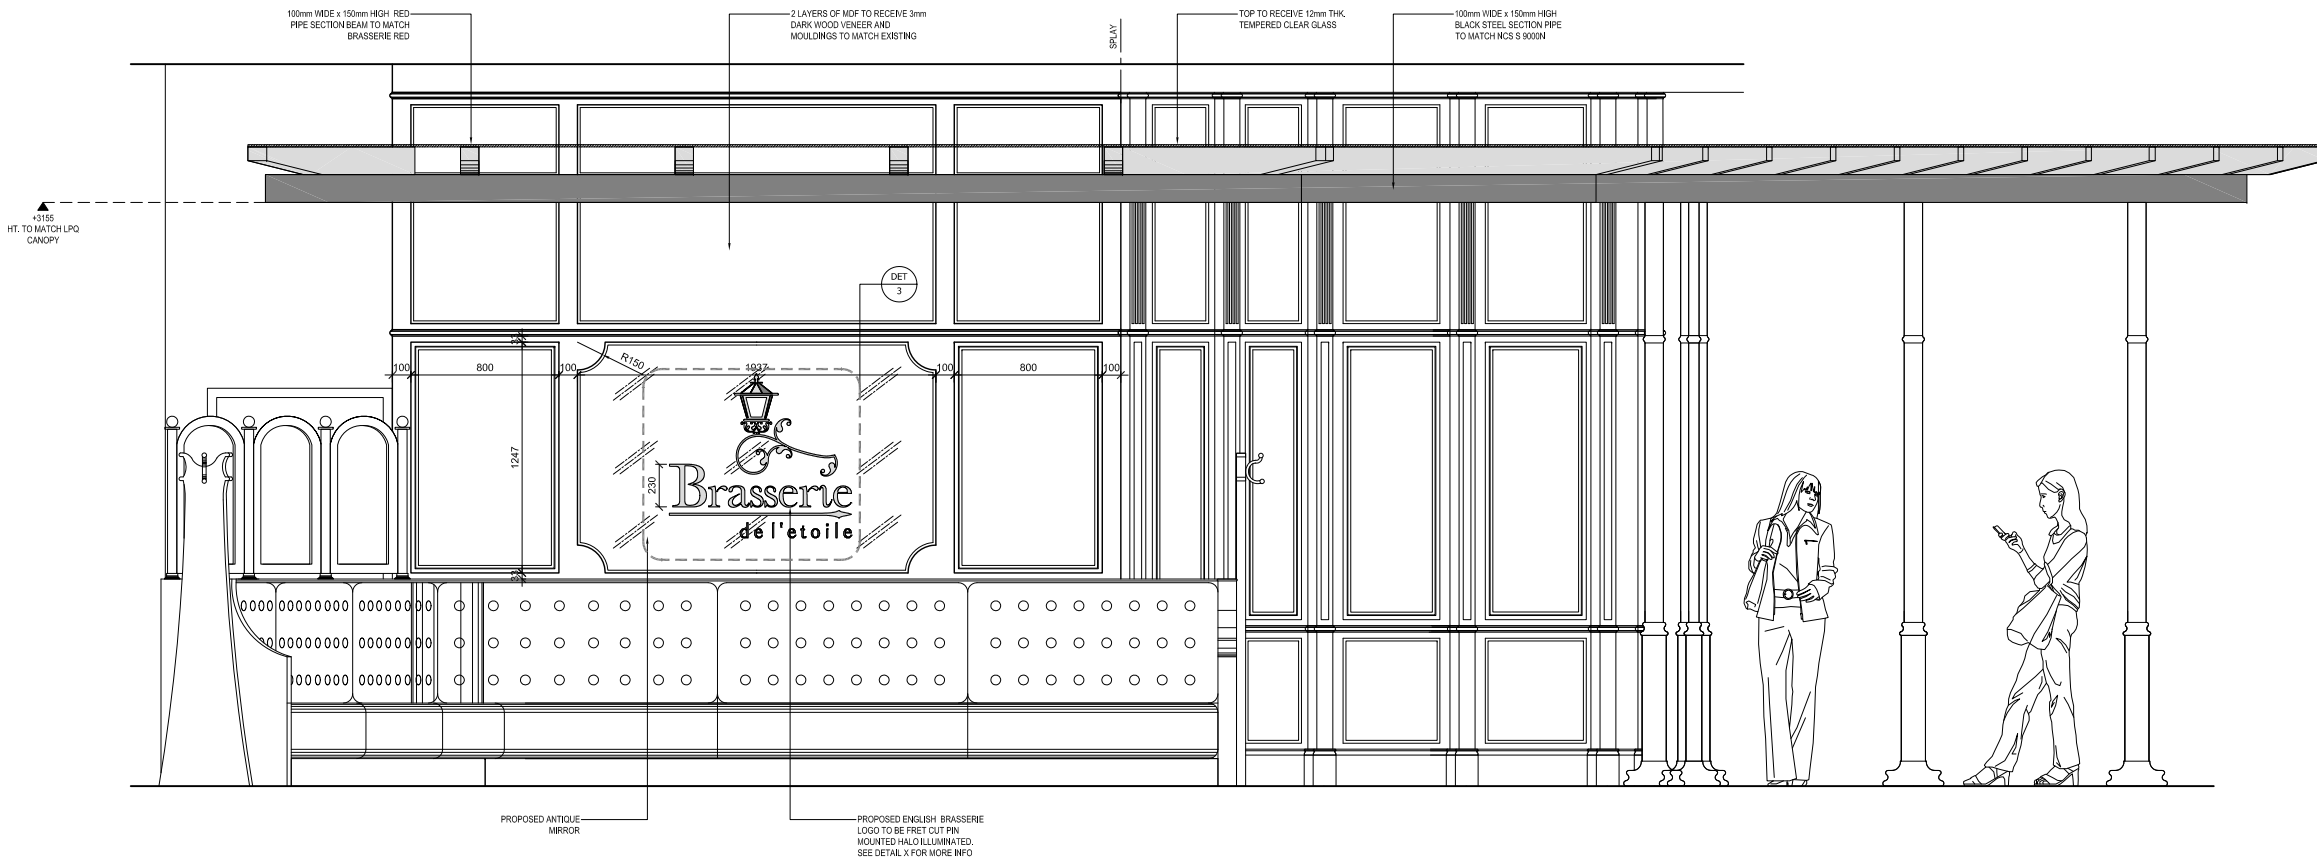 100mm WIDE x 150mm HIGH RED
PIPE SECTION BEAM TO MATCH
BRASSERIE RED
2 LAYERS OF MDF TO RECEIVE 3mm
DARK WOOD VENEER AND
MOULDINGS TO MATCH EXISTING
SPLAY
TOP TO RECEIVE 12mm THK.
TEMPERED CLEAR GLASS
100mm WIDE x 150mm HIGH
BLACK STEEL SECTION PIPE
TO MATCH NCS S 9000N
+3155
HT. TO MATCH LPQ
CANOPY
DET
3
R150
100
800
100
1937
100
800
100
1247
230
Brasserie
de l'etoile
33
PROPOSED ANTIQUE
MIRROR
PROPOSED ENGLISH BRASSERIE
LOGO TO BE FRET CUT PIN
MOUNTED HALO ILLUMINATED.
SEE DETAIL X FOR MORE INFO